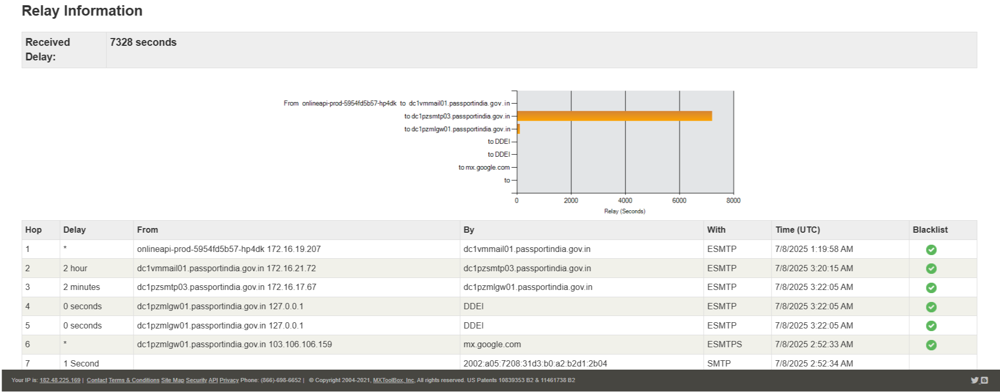 Relay Information
Received Delay: 7328 seconds
From onlineapi-prod-5954fd5b57-hp4dk to dc1vmmail01.passportindia.gov.in
to dc1pzsmtp03.passportindia.gov.in
to dc1pzmlgw01.passportindia.gov.in
to DDEI
to DDEI
to mx.google.com
to
0 2000 4000 6000 8000
Relay (Seconds)
Hop Delay From By With Time (UTC) Blacklist
1 * onlineapi-prod-5954fd5b57-hp4dk 172.16.19.207 dc1vmmail01.passportindia.gov.in ESMTP 7/8/2025 1:19:58 AM
2 2 hour dc1vmmail01.passportindia.gov.in 172.16.21.72 dc1pzsmtp03.passportindia.gov.in ESMTP 7/8/2025 3:20:15 AM
3 2 minutes dc1pzsmtp03.passportindia.gov.in 172.16.17.67 dc1pzmlgw01.passportindia.gov.in ESMTP 7/8/2025 3:22:05 AM
4 0 seconds dc1pzmlgw01.passportindia.gov.in 127.0.0.1 DDEI ESMTP 7/8/2025 3:22:05 AM
5 0 seconds dc1pzmlgw01.passportindia.gov.in 127.0.0.1 DDEI ESMTP 7/8/2025 3:22:05 AM
6 * dc1pzmlgw01.passportindia.gov.in 103.106.106.159 mx.google.com ESMTPS 7/8/2025 2:52:33 AM
7 1 Second 2002:a05:7208:31d3:b0:a2:b2d1:2b04 SMTP 7/8/2025 2:52:34 AM
Your IP is: 182.48.225.169 | Contact Terms & Conditions Site Map Security API Privacy Phone: (866)-698-6652 | © Copyright 2004-2021, MXToolBox, Inc, All rights reserved. US Patents 10839353 B2 & 11461738 B2